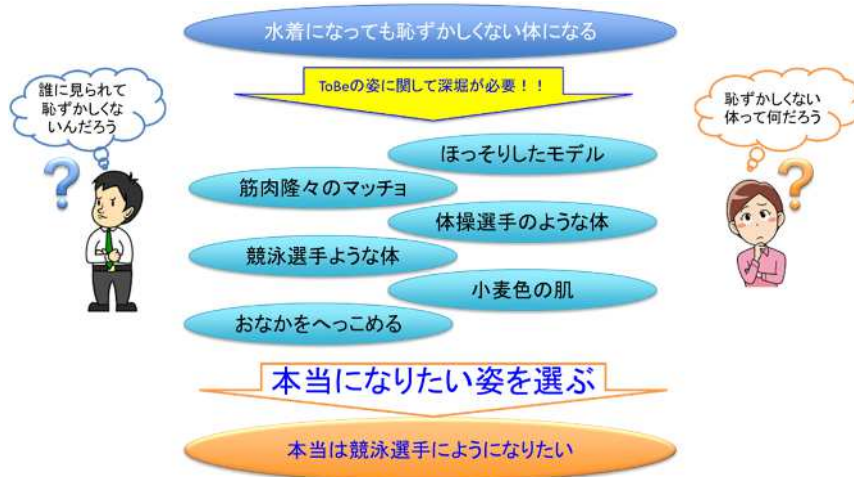 水着になっても恥ずかしくない体になる
ToBeの姿に関して深堀が必要！！
誰に見られて
恥ずかしくな
いんだろう
恥ずかしくない
体って何だろう
?
?
ほっそりしたモデル
筋肉隆々のマッチョ
体操選手のような体
競泳選手ような体
小麦色の肌
おなかをへっこめる
本当になりたい姿を選ぶ
本当は競泳選手にようになりたい